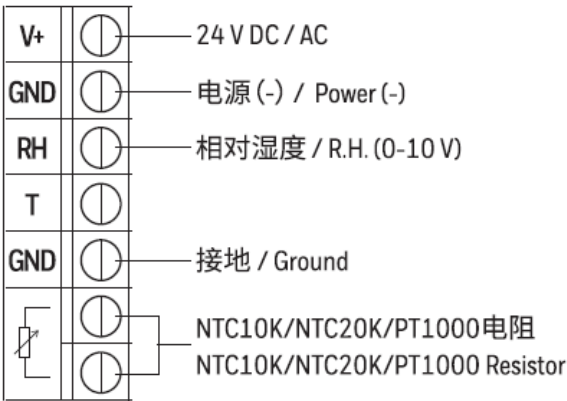 V+ 24 V DC / AC
GND 电源 (-) / Power (-)
RH 相对湿度 / R.H. (0-10 V)
T
GND 接地 / Ground
NTC10K/NTC20K/PT1000电阻
NTC10K/NTC20K/PT1000 Resistor